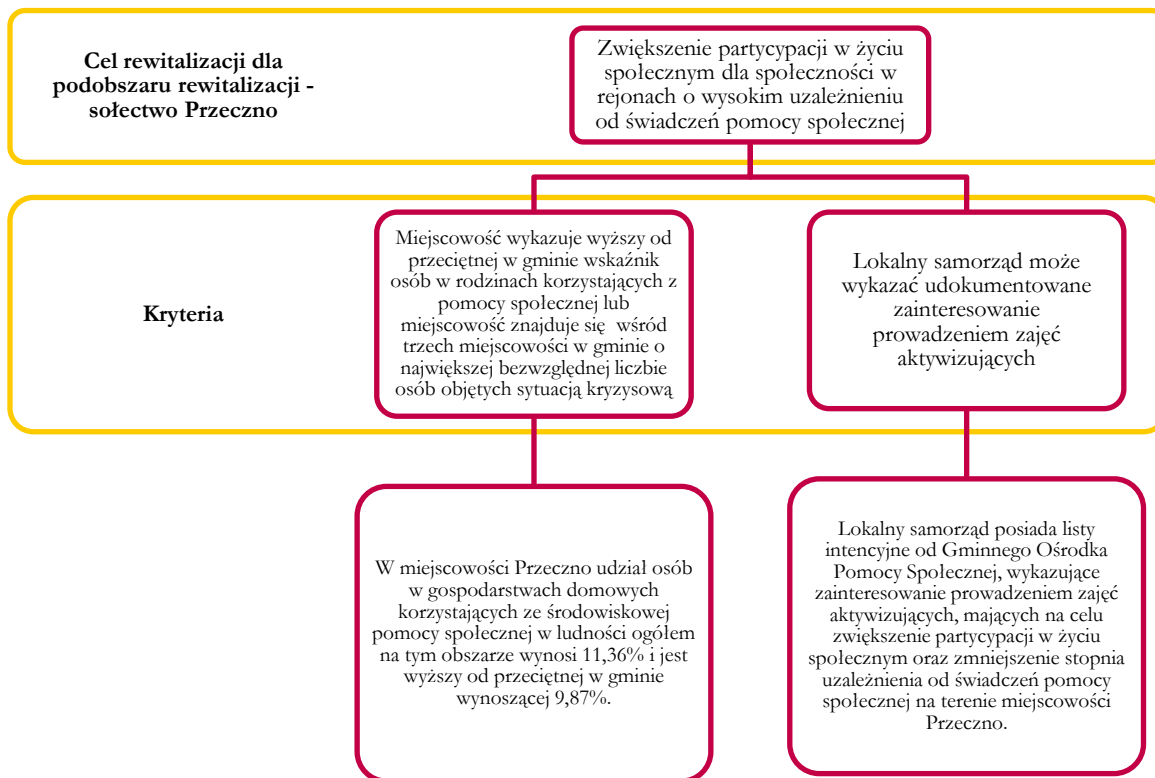 Cel rewitalizacji dla
podobszaru rewitalizacji -
sołectwo Przeczno
Zwiększenie partycypacji w życiu
społecznym dla społeczności w
rejonach o wysokim uzależnieniu
od świadczeń pomocy społecznej
Kryteria
Miejscowość wykazuje wyższy od
przeciętnej w gminie wskaźnik
osób w rodzinach korzystających z
pomocy społecznej lub
miejscowość znajduje się wśród
trzech miejscowości w gminie o
największej bezwzględnej liczbie
osób objętych sytuacją kryzysową
Lokalny samorząd może
wykazać udokumentowane
zainteresowanie
prowadzeniem zajęć
aktywizujących
W miejscowości Przeczno udział osób
w gospodarstwach domowych
korzystających ze środowiskowej
pomocy społecznej w ludności ogółem
na tym obszarze wynosi 11,36% i jest
wyższy od przeciętnej w gminie
wynoszącej 9,87%.
Lokalny samorząd posiada listy
intencyjne od Gminnego Ośrodka
Pomocy Społecznej, wykazujące
zainteresowanie prowadzeniem zajęć
aktywizujących, mających na celu
zwiększenie partycypacji w życiu
społecznym oraz zmniejszenie stopnia
uzależnienia od świadczeń pomocy
społecznej na terenie miejscowości
Przeczno.